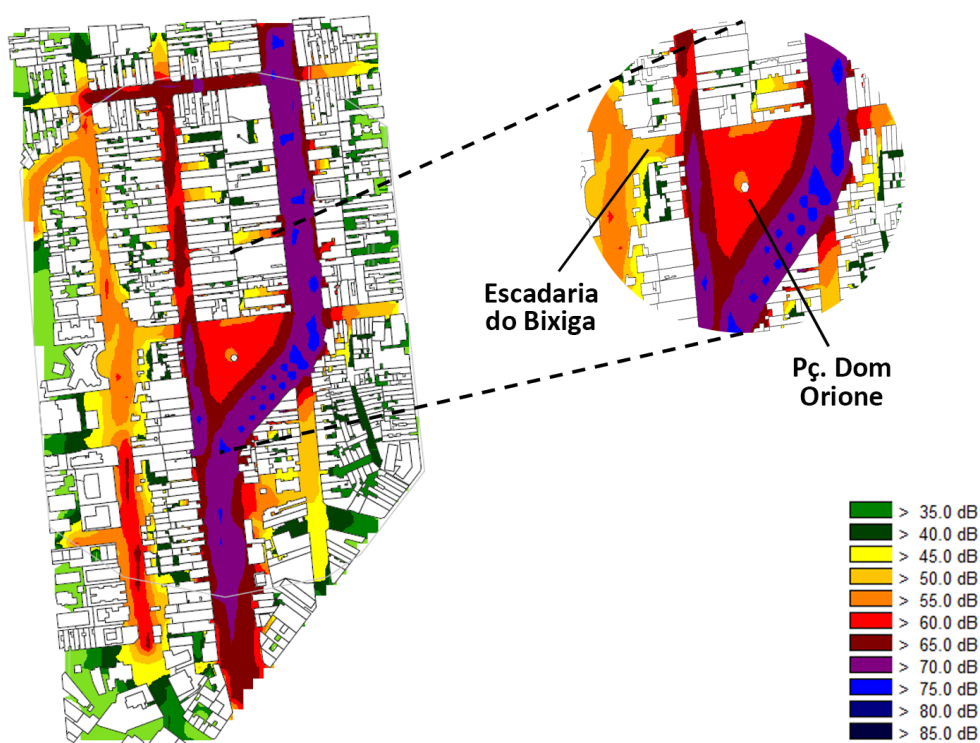 Escadaria
do Bixiga
Pç. Dom
Orione
> 35.0 dB
> 40.0 dB
> 45.0 dB
> 50.0 dB
> 55.0 dB
> 60.0 dB
> 65.0 dB
> 70.0 dB
> 75.0 dB
> 80.0 dB
> 85.0 dB